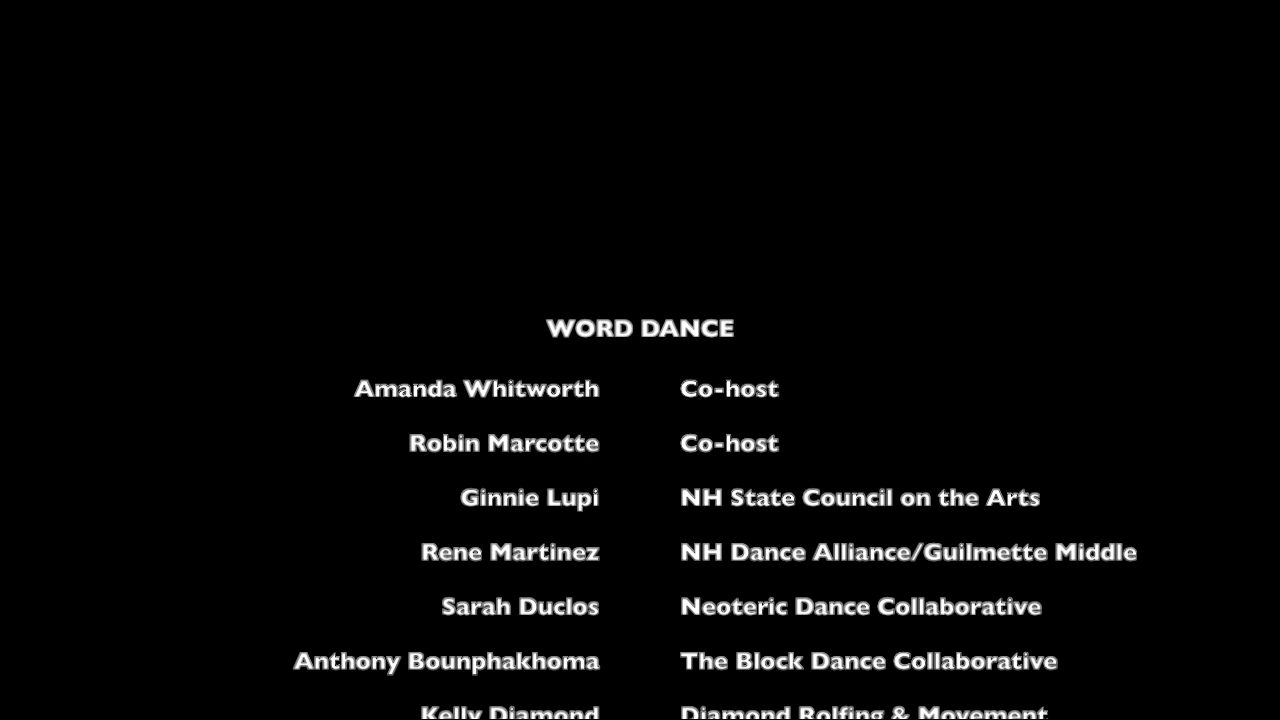 WORD DANCE
Amanda Whitworth Co-host
Robin Marcotte Co-host
Ginnie Lupi NH State Council on the Arts
Rene Martinez NH Dance Alliance/Guilmette Middle
Sarah Duclos Neoteric Dance Collaborative
Anthony Bounphakhoma The Block Dance Collaborative
Kelly Diamond Diamond Rolfing & Movement